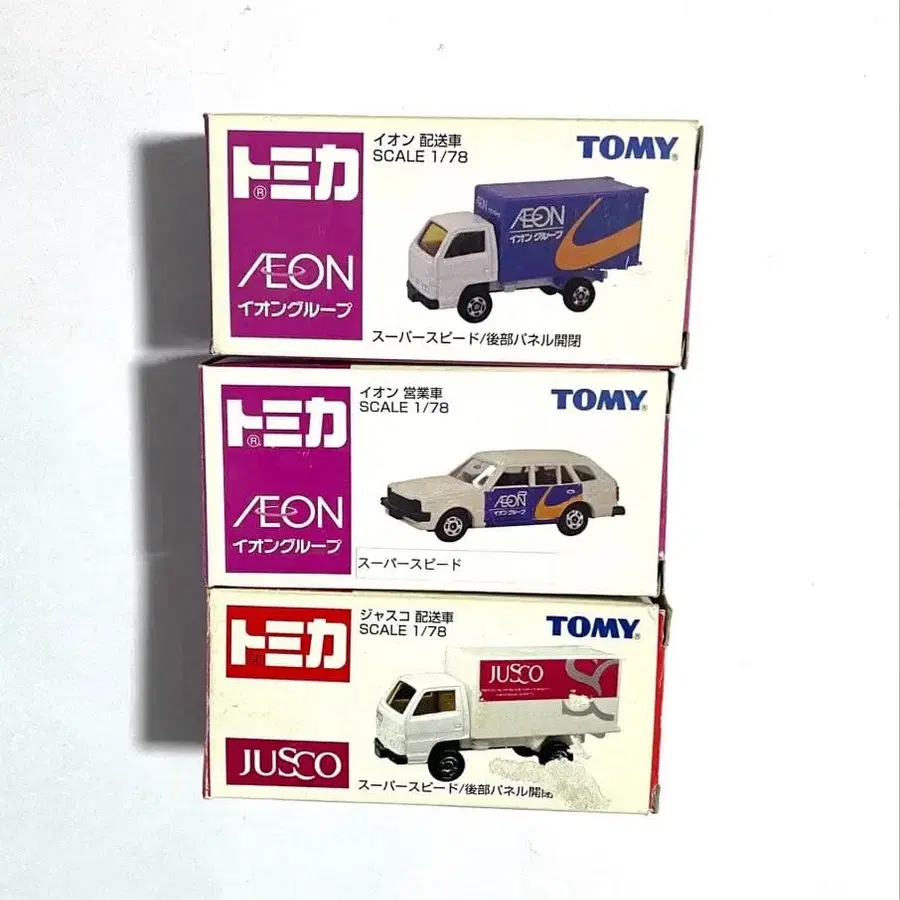 トミカ®
イオン 配送車
SCALE 1/78
TOMY®
ÆON
イオングループ
ÆON
イオン グループ
スーパースピード/後部パネル開閉
トミカ®
イオン 営業車
SCALE 1/78
TOMY®
ÆON
イオングループ
ÆON
イオングループ
スーパースピード
トミカ
ジャスコ 配送車
SCALE 1/78
TOMY
JUSCO
JUSCO
スーパースピード/後部パネル開